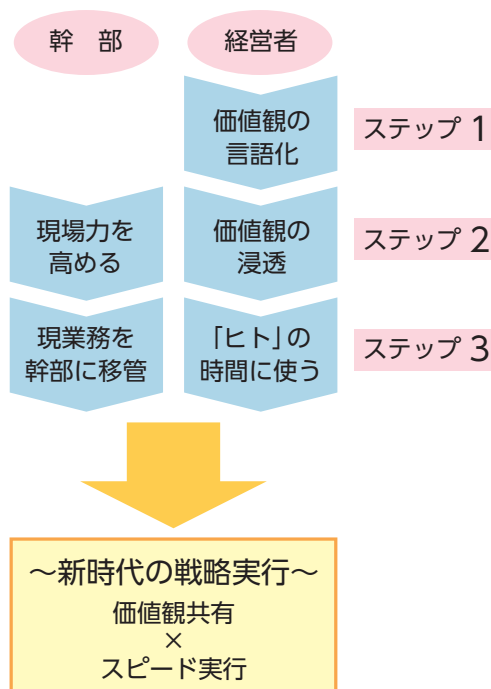 幹　部
経営者
価値観の
言語化
ステップ 1
現場力を
高める
価値観の
浸透
ステップ 2
現業務を
幹部に移管
「ヒト」の
時間に使う
ステップ 3
～新時代の戦略実行～
価値観共有
×
スピード実行